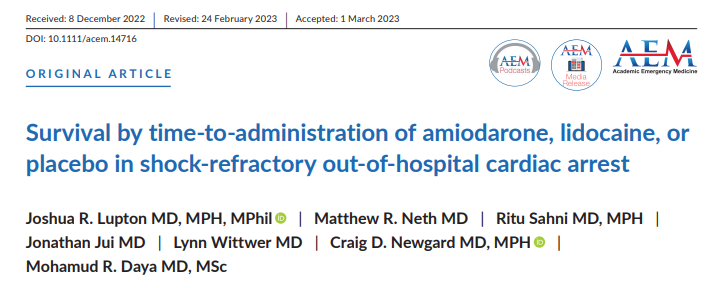 Received: 8 December 2022 | Revised: 24 February 2023 | Accepted: 1 March 2023
DOI: 10.1111/acem.14716
AEM
Podcasts
AEM
Media
Release
AEM
Academic Emergency Medicine
ORIGINAL ARTICLE
Survival by time-to-administration of amiodarone, lidocaine, or
placebo in shock-refractory out-of-hospital cardiac arrest
Joshua R. Lupton MD, MPH, MPhil iD | Matthew R. Neth MD | Ritu Sahni MD, MPH |
Jonathan Jui MD | Lynn Wittwer MD | Craig D. Newgard MD, MPH iD |
Mohamud R. Daya MD, MSc